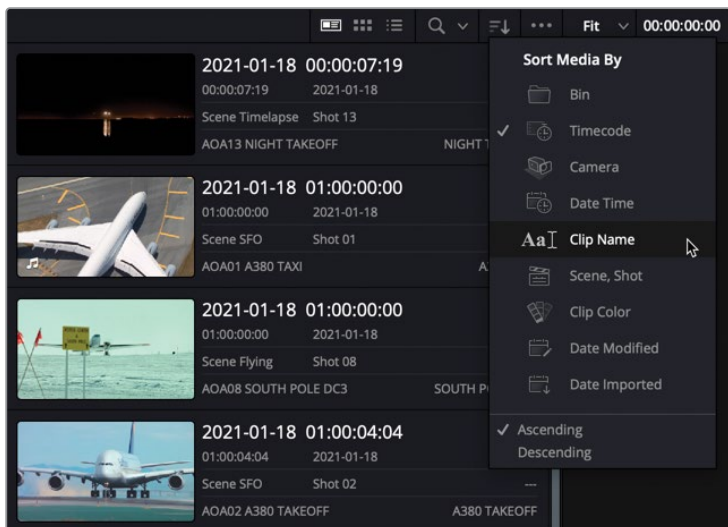 Fit 00:00:00:00
2021-01-18 00:00:07:19
00:00:07:19 2021-01-18
Scene Timelapse Shot 13
AOA13 NIGHT TAKEOFF NIGHT
2021-01-18 01:00:00:00
01:00:00:00 2021-01-18
Scene SFO Shot 01
AOA01 A380 TAXI
2021-01-18 01:00:00:00
01:00:00:00 2021-01-18
Scene Flying Shot 08
AOA08 SOUTH POLE DC3 SOUTH
2021-01-18 01:00:04:04
01:00:04:04 2021-01-18
Scene SFO Shot 02 ---
AOA02 A380 TAKEOFF A380 TAKEOFF
Sort Media By
Bin
Timecode
Camera
Date Time
Aa Clip Name
Scene, Shot
Clip Color
Date Modified
Date Imported
Ascending
Descending